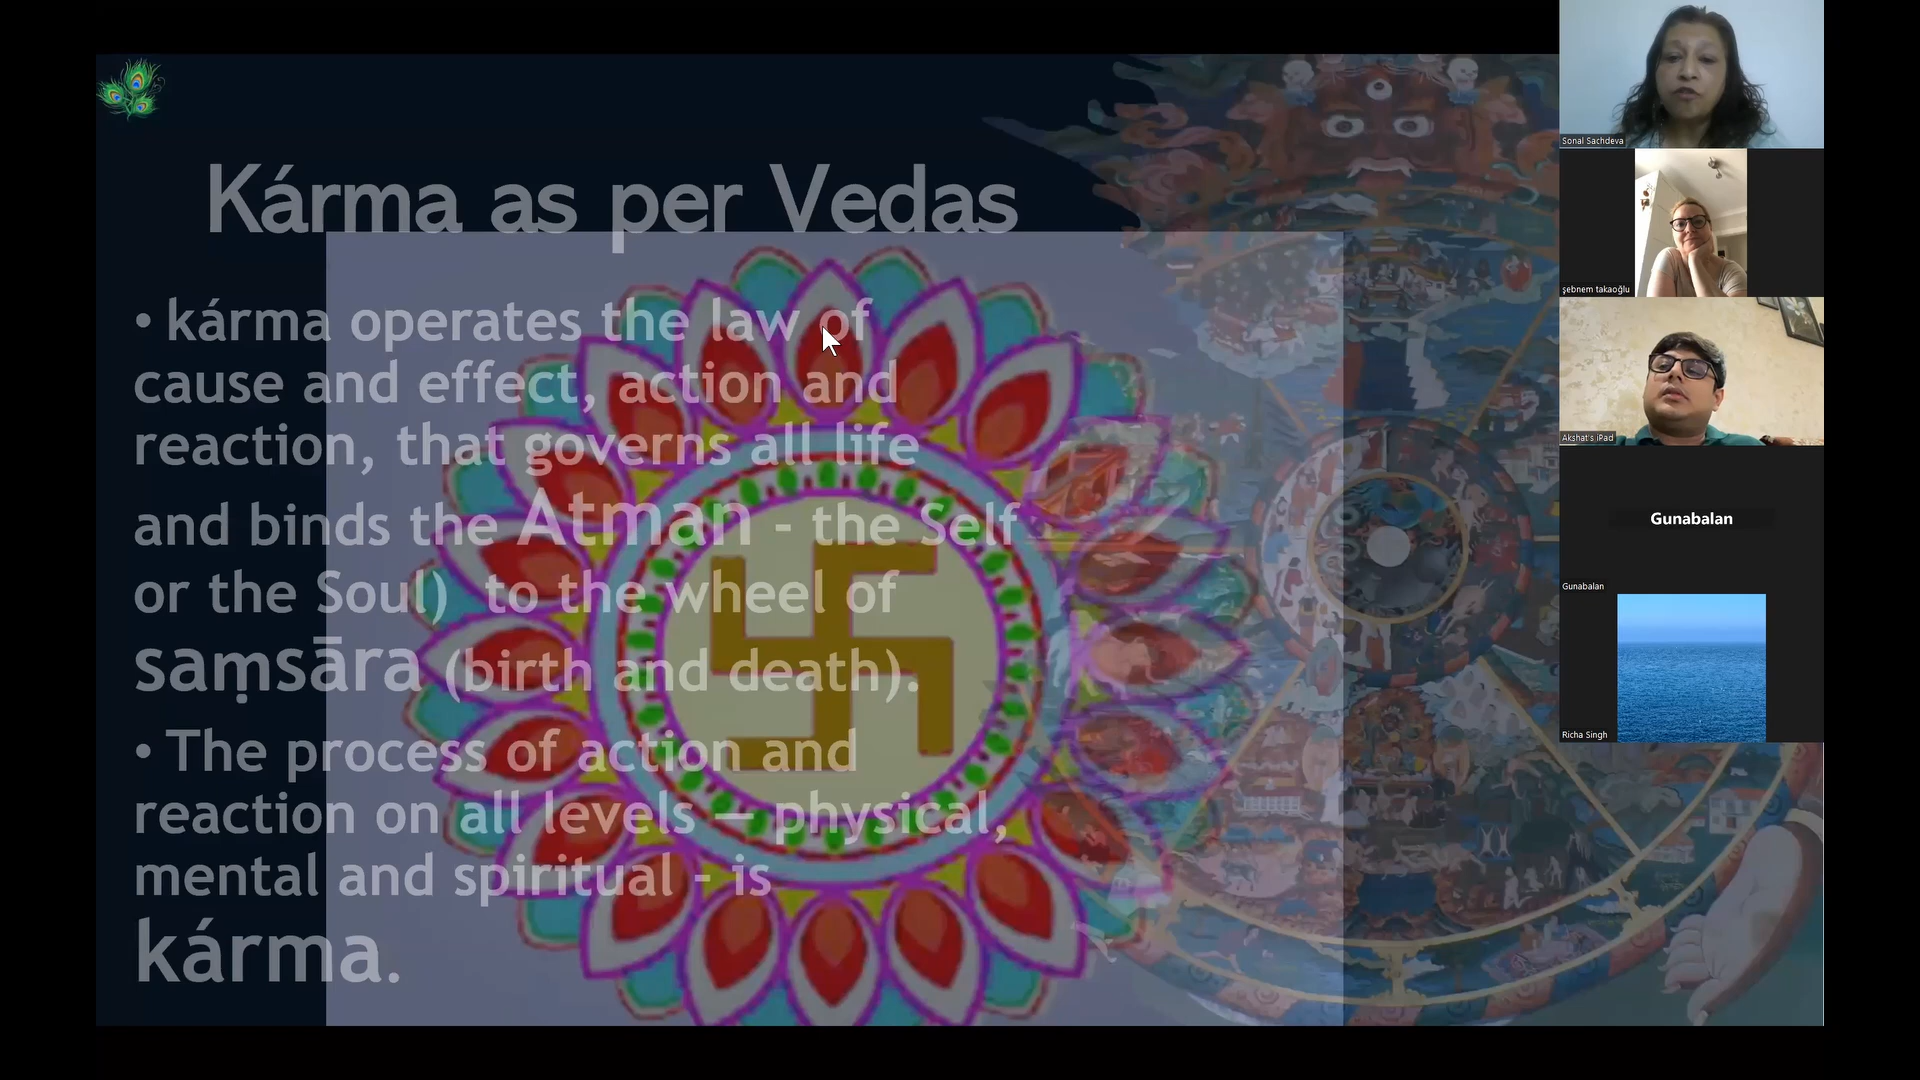 Kárma as per Vedas
• kárma operates the law of
cause and effect, action and
reaction, that governs all life
and binds the Atman - the Self
or the Soul) to the wheel of
saṃsāra (birth and death).
• The process of action and
reaction on all levels — physical,
mental and spiritual - is
kárma.
Sonal Sachdeva
şebnem takaoğlu
Akshat's iPad
Gunabalan
Gunabalan
Richa Singh